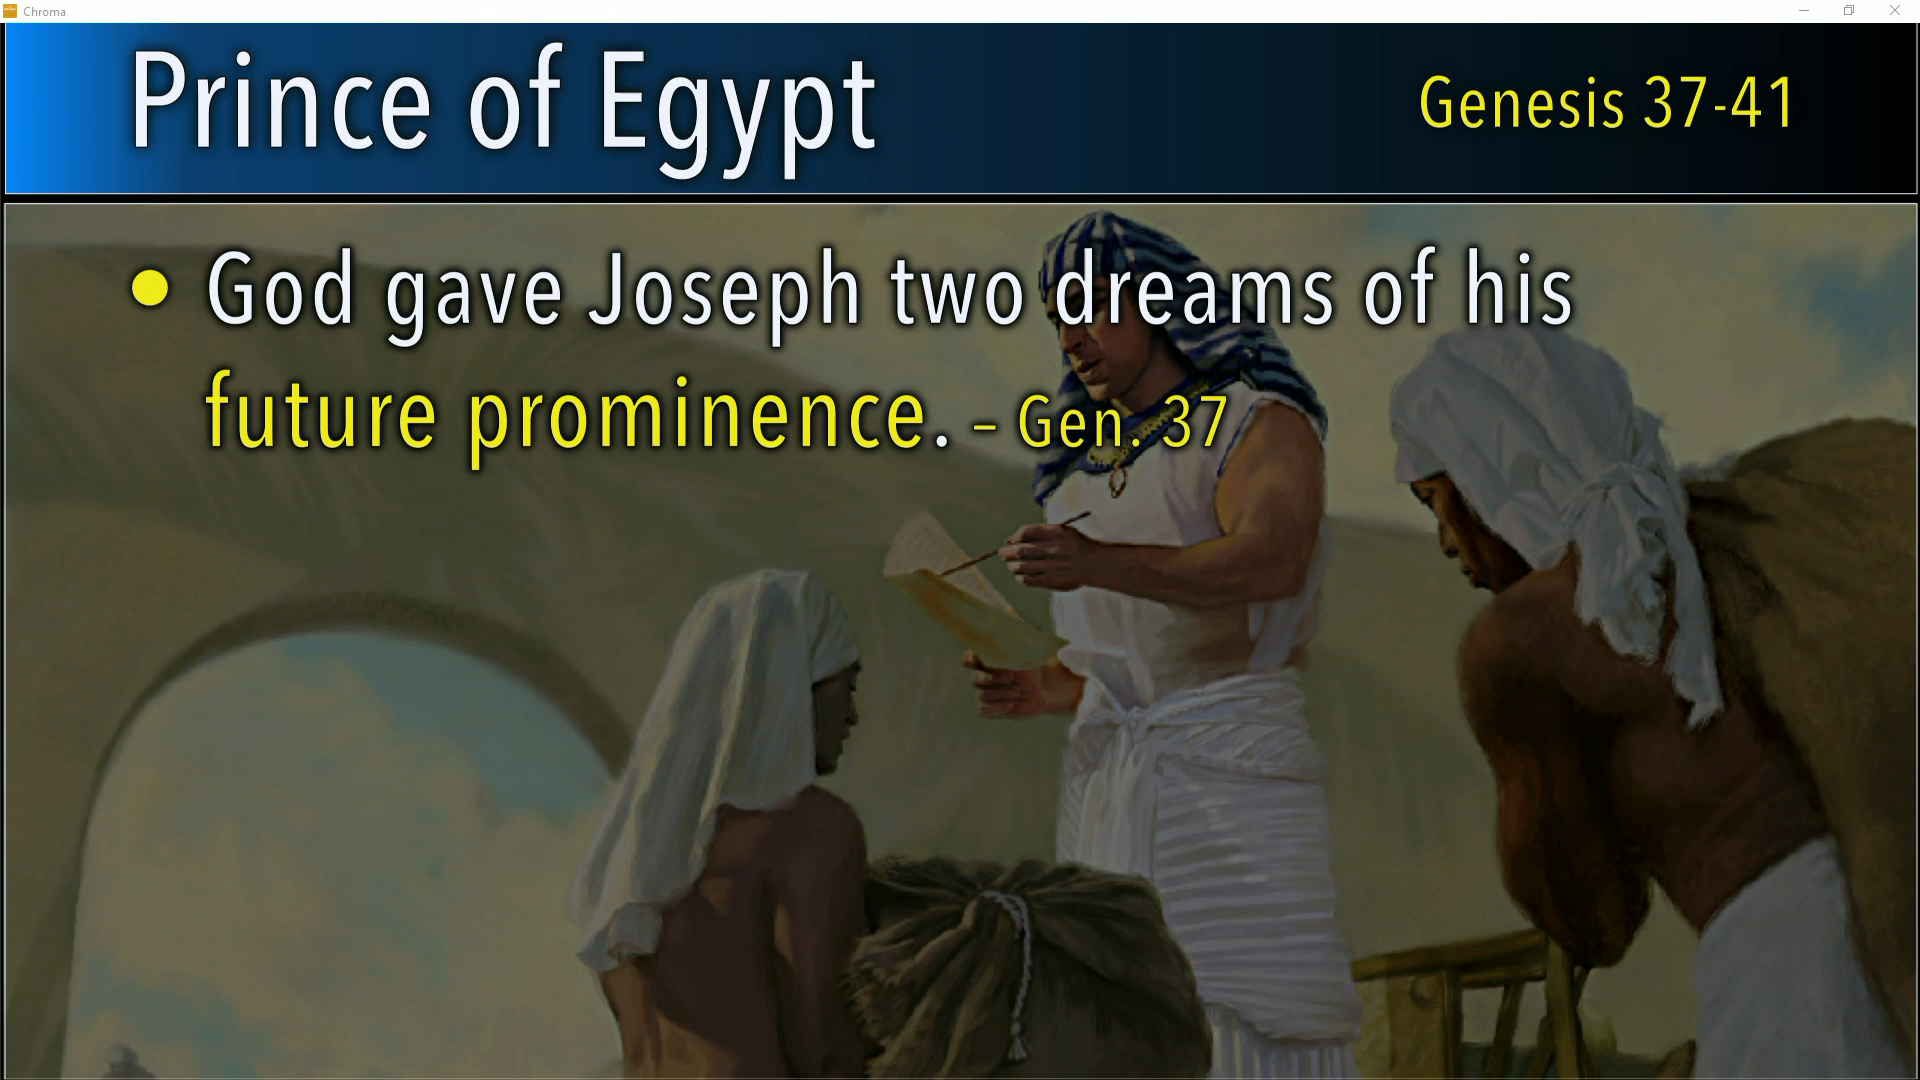 Chroma
Prince of Egypt
Genesis 37-41
God gave Joseph two dreams of his
future prominence. – Gen. 37